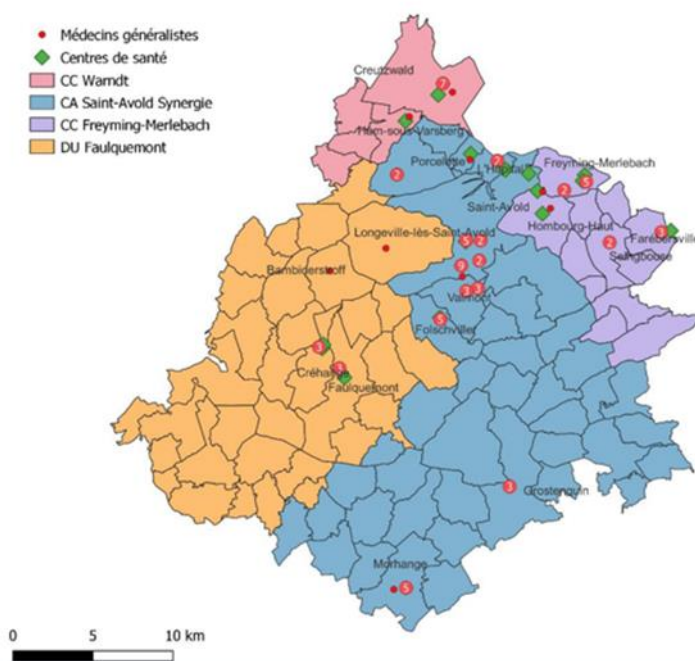 Médecins généralistes
Centres de santé
CC Warndt
CA Saint-Avold Synergie
CC Freyming-Merlebach
DU Faulquemont
Creutzwald
7
Ham-sous-Varsberg
Porcelette
2
L'Hôpital
Freyming-Merlebach
2
2
5
Saint-Avold
Hombourg-Haut
3
Farébersviller
Longeville-lès-Saint-Avold
5
2
2
Seingbouse
Bambiderstroff
9
2
3
3
Valmont
5
Folschviller
3
3
Créhange
Faulquemont
3
Grostenquin
Morhange
5
0 5 10 km